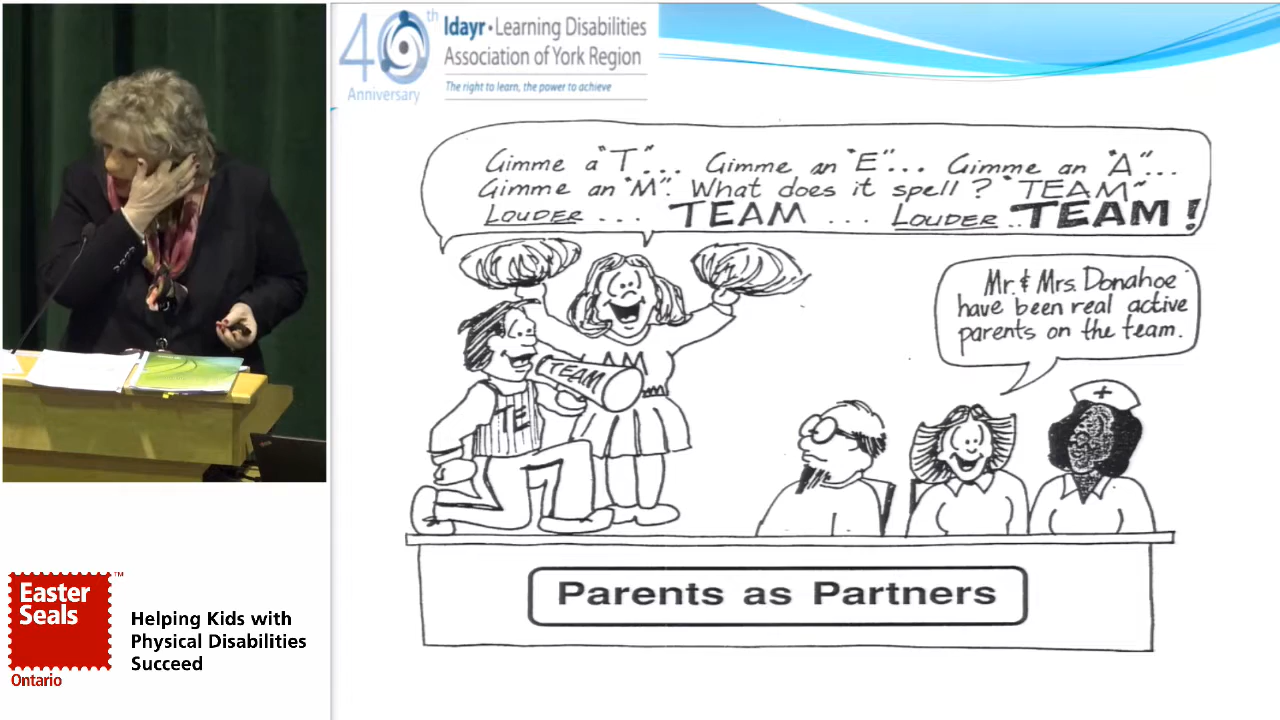 40th
Anniversary
ldayr • Learning Disabilities
Association of York Region
The right to learn, the power to achieve
Gimme a "T"... Gimme an "E"... Gimme an "A"...
Gimme an "M". What does it spell? "TEAM"
LOUDER ... TEAM ... LOUDER .. TEAM!
Mr. & Mrs. Donahoe
have been real active
parents on the team.
AM
TEAM
TE
Parents as Partners
Easter
Seals
™
Ontario
Helping Kids with
Physical Disabilities
Succeed